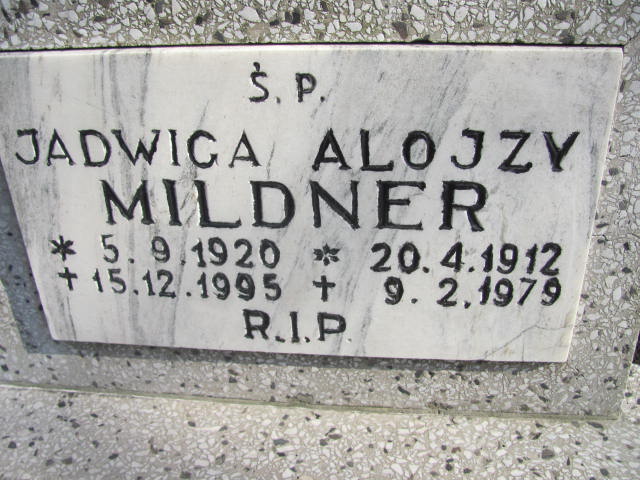 Ś.P.
JADWIGA ALOJZY
MILDNER
* 5.9.1920 * 20.4.1912
+ 15.12.1995 + 9.2.1979
R.I.P.